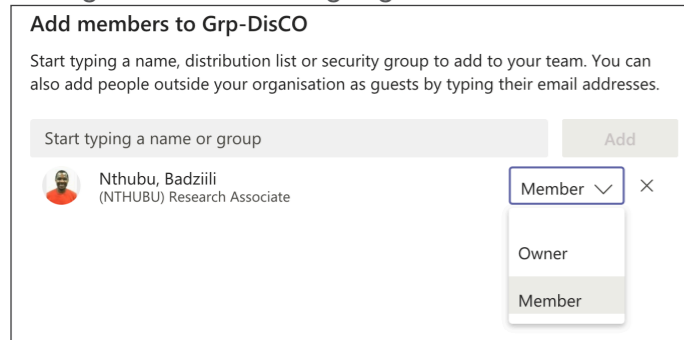 Add members to Grp-DisCO
Start typing a name, distribution list or security group to add to your team. You can
also add people outside your organisation as guests by typing their email addresses.
Start typing a name or group
Add
Nthubu, Badziili
(NTHUBU) Research Associate
Member
Owner
Member